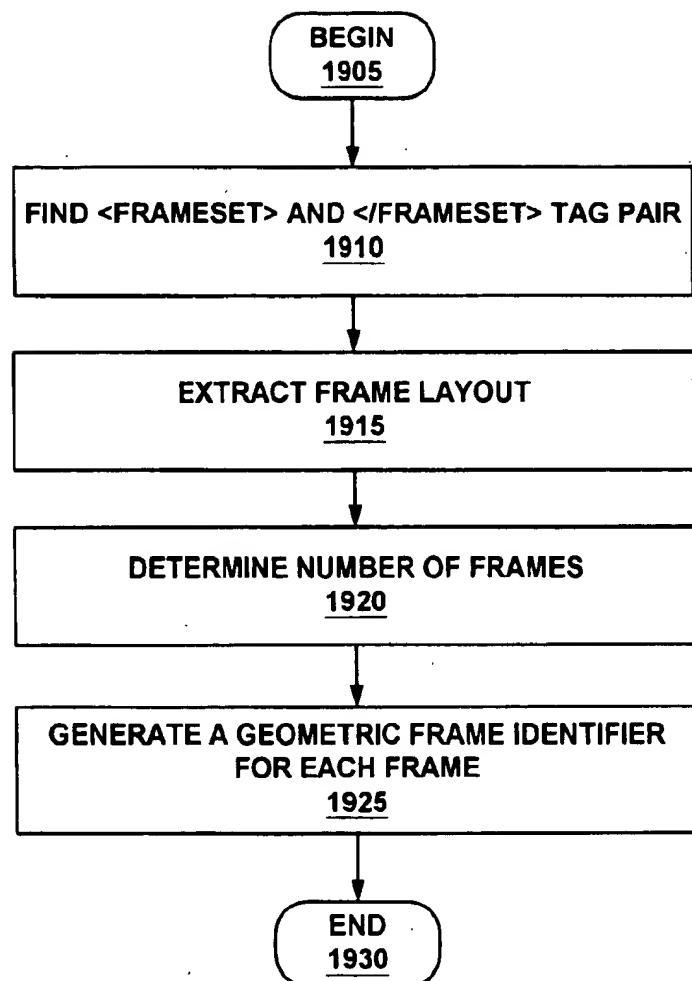 BEGIN
1905
FIND <FRAMESET> AND </FRAMESET> TAG PAIR
1910
EXTRACT FRAME LAYOUT
1915
DETERMINE NUMBER OF FRAMES
1920
GENERATE A GEOMETRIC FRAME IDENTIFIER
FOR EACH FRAME
1925
END
1930